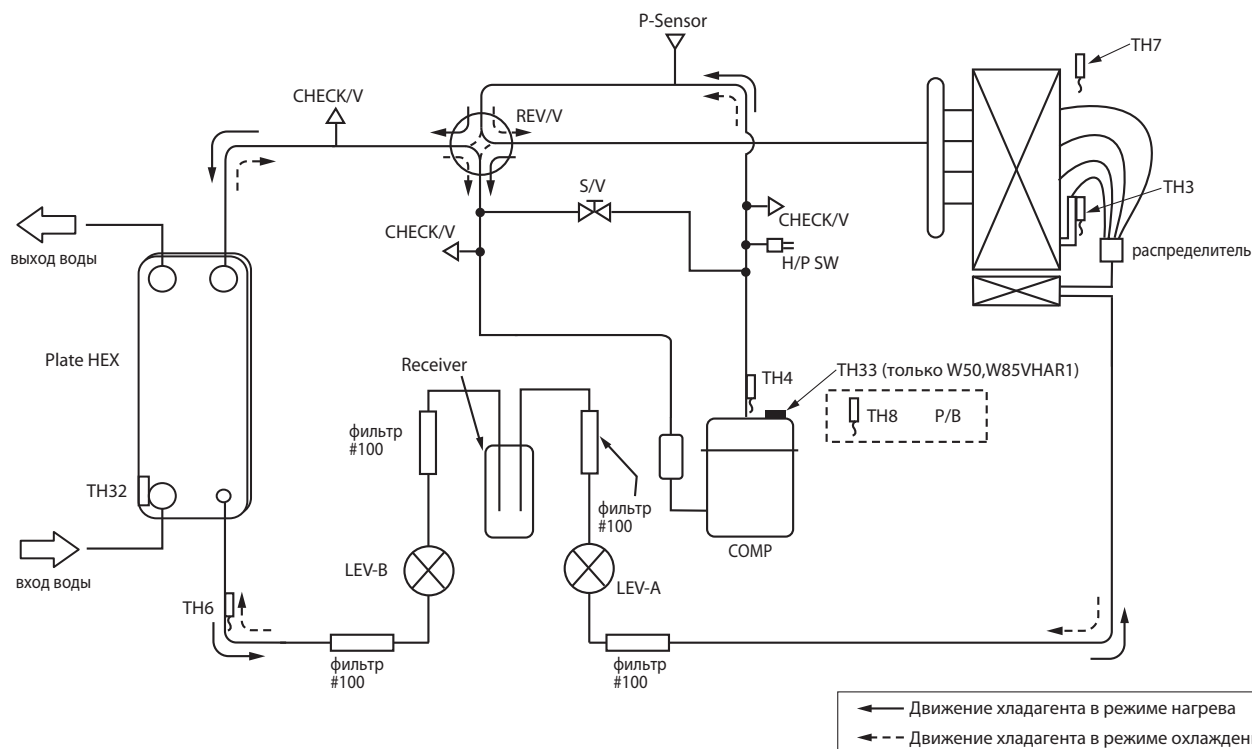 P-Sensor
TH7
CHECK/V
REV/V
TH3
S/V
CHECK/V
выход воды
CHECK/V
H/P SW
распределитель
Plate HEX
Receiver
TH4
TH33 (только W50,W85VHAR1)
TH8 P/B
фильтр
#100
TH32
фильтр
#100
COMP
вход воды
LEV-B
LEV-A
TH6
фильтр
#100
фильтр
#100
Движение хладагента в режиме нагрева
Движение хладагента в режиме охлажден